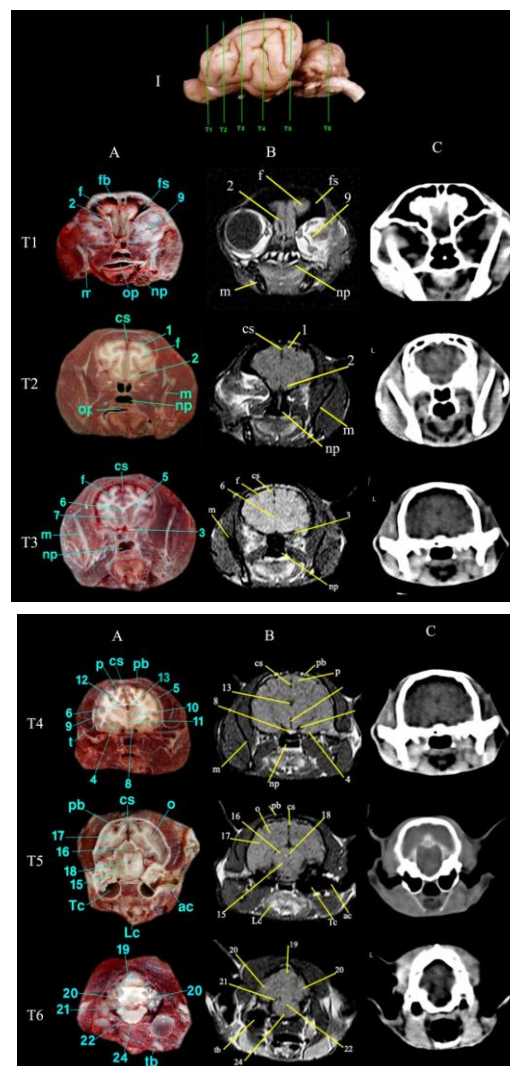 I
T1 T2 T3 T4 T5 T6
A B C
T1
fb
f fs
2 9
m op np
f fs
2 9
m np
T2
cs
1
f
2
m
op np
cs 1
2
m
np
L
T3
cs
f
6 5
7
m 3
np
cs
f
6
m 3
np
L
A B C
T4
cs
p pb
12 13
5
6 10
9 11
t
4 8
cs pb
p
13
8
m np 4
T5
cs
pb o
17
16
18
15
Tc ac
Lc
o pb cs
16 18
17
15 Lc Tc ac
T6
19
20 20
21
22
24 tb
19
20 20
21
tb 24 22
L